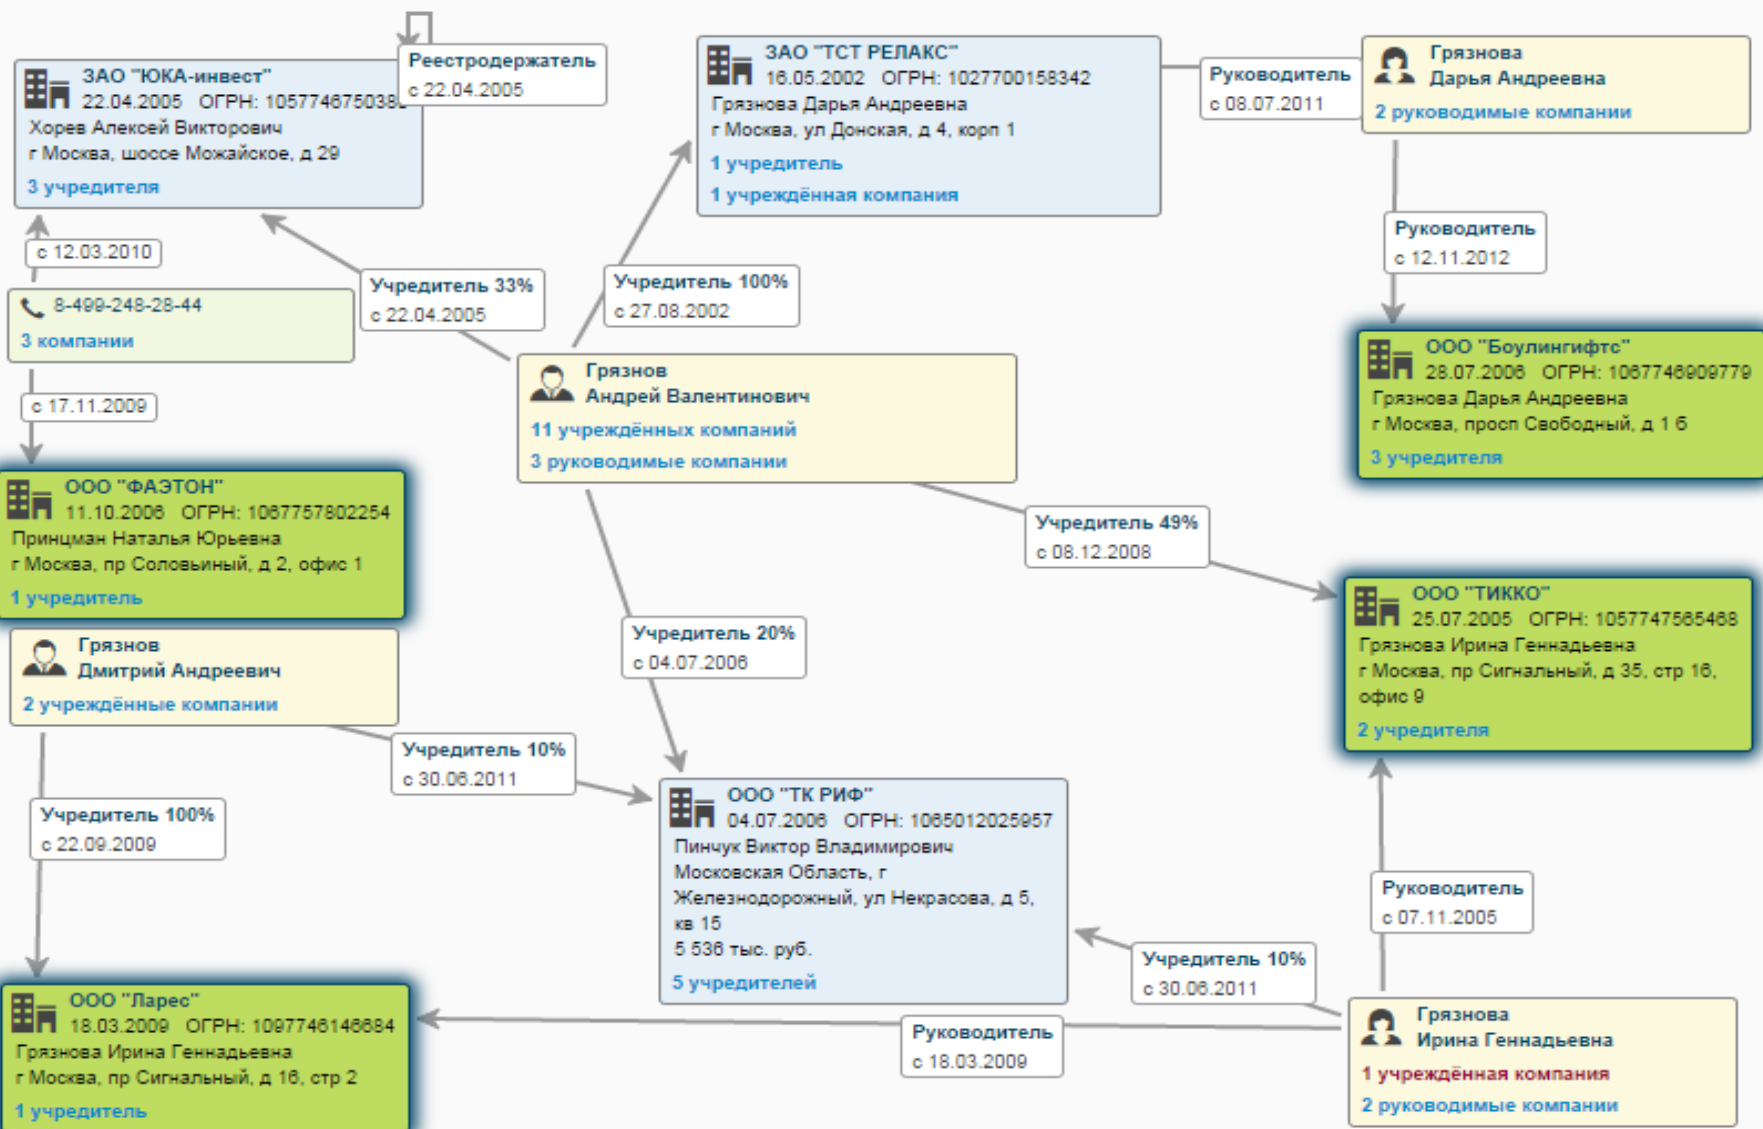 ЗАО "ЮКА-инвест"
22.04.2005 ОГРН: 105774675038
Хорев Алексей Викторович
г Москва, шоссе Можайское, д 29
3 учредителя
Реестродержатель
с 22.04.2005
ЗАО "ТСТ РЕЛАКС"
16.05.2002 ОГРН: 1027700158342
Грязнова Дарья Андреевна
г Москва, ул Донская, д 4, корп 1
1 учредитель
1 учреждённая компания
Руководитель
с 08.07.2011
Грязнова
Дарья Андреевна
2 руководимые компании
с 12.03.2010
8-499-248-28-44
3 компании
с 17.11.2009
Учредитель 33%
с 22.04.2005
Учредитель 100%
с 27.08.2002
Руководитель
с 12.11.2012
Грязнов
Андрей Валентинович
11 учреждённых компаний
3 руководимые компании
ООО "Боулингифтс"
28.07.2006 ОГРН: 1067746909779
Грязнова Дарья Андреевна
г Москва, просп Свободный, д 1 б
3 учредителя
ООО "ФАЭТОН"
11.10.2006 ОГРН: 1067757802254
Принцман Наталья Юрьевна
г Москва, пр Соловьиный, д 2, офис 1
1 учредитель
Учредитель 49%
с 08.12.2008
Грязнов
Дмитрий Андреевич
2 учреждённые компании
Учредитель 20%
с 04.07.2006
ООО "ТИККО"
25.07.2005 ОГРН: 1057747565468
Грязнова Ирина Геннадьевна
г Москва, пр Сигнальный, д 35, стр 16,
офис 9
2 учредителя
Учредитель 10%
с 30.06.2011
Учредитель 100%
с 22.09.2009
ООО "ТК РИФ"
04.07.2006 ОГРН: 1065012025957
Пинчук Виктор Владимирович
Московская Область, г
Железнодорожный, ул Некрасова, д 5,
кв 15
5 536 тыс. руб.
5 учредителей
Руководитель
с 07.11.2005
Учредитель 10%
с 30.06.2011
ООО "Ларес"
18.03.2009 ОГРН: 1097746146684
Грязнова Ирина Геннадьевна
г Москва, пр Сигнальный, д 16, стр 2
1 учредитель
Руководитель
с 18.03.2009
Грязнова
Ирина Геннадьевна
1 учреждённая компания
2 руководимые компании